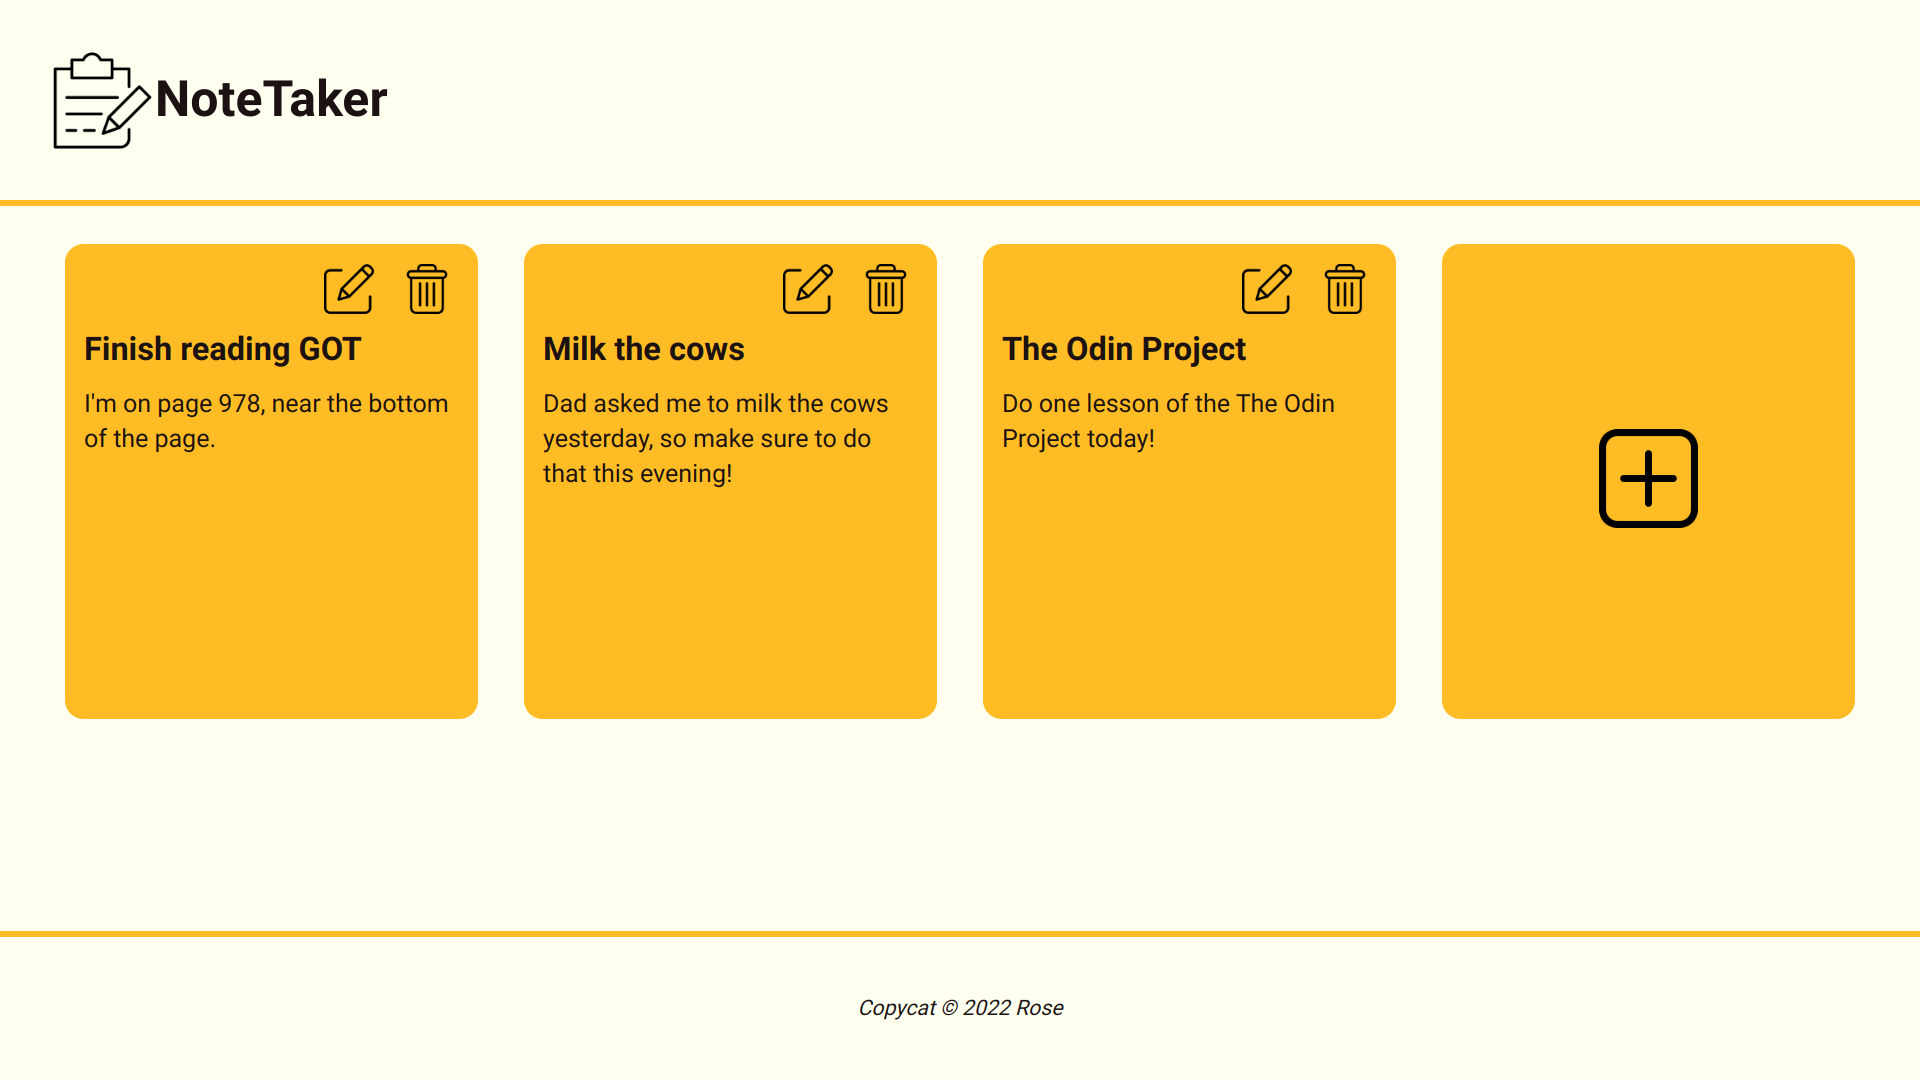 NoteTaker
Finish reading GOT
I'm on page 978, near the bottom
of the page.
Milk the cows
Dad asked me to milk the cows
yesterday, so make sure to do
that this evening!
The Odin Project
Do one lesson of the The Odin
Project today!
Copycat © 2022 Rose